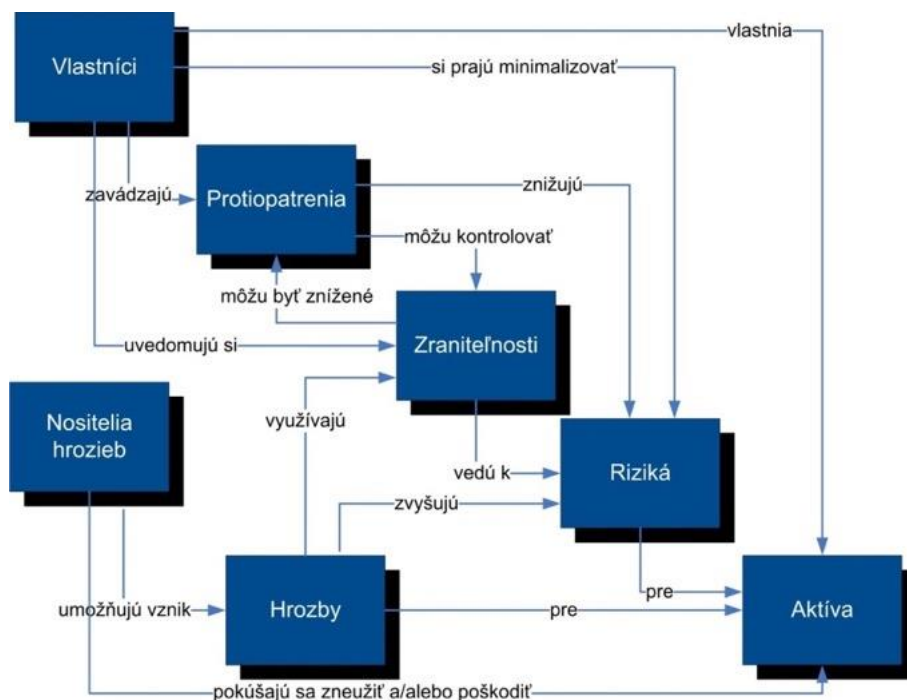 vlastnia
Vlastníci
si prajú minimalizovať
zavádzajú
Protiopatrenia
znižujú
môžu kontrolovať
môžu byť znížené
uvedomujú si
Zraniteľnosti
Nositelia
hrozieb
využívajú
vedú k
Riziká
zvyšujú
umožňujú vznik
Hrozby
pre
pre
Aktíva
pokúšajú sa zneužiť a/alebo poškodiť